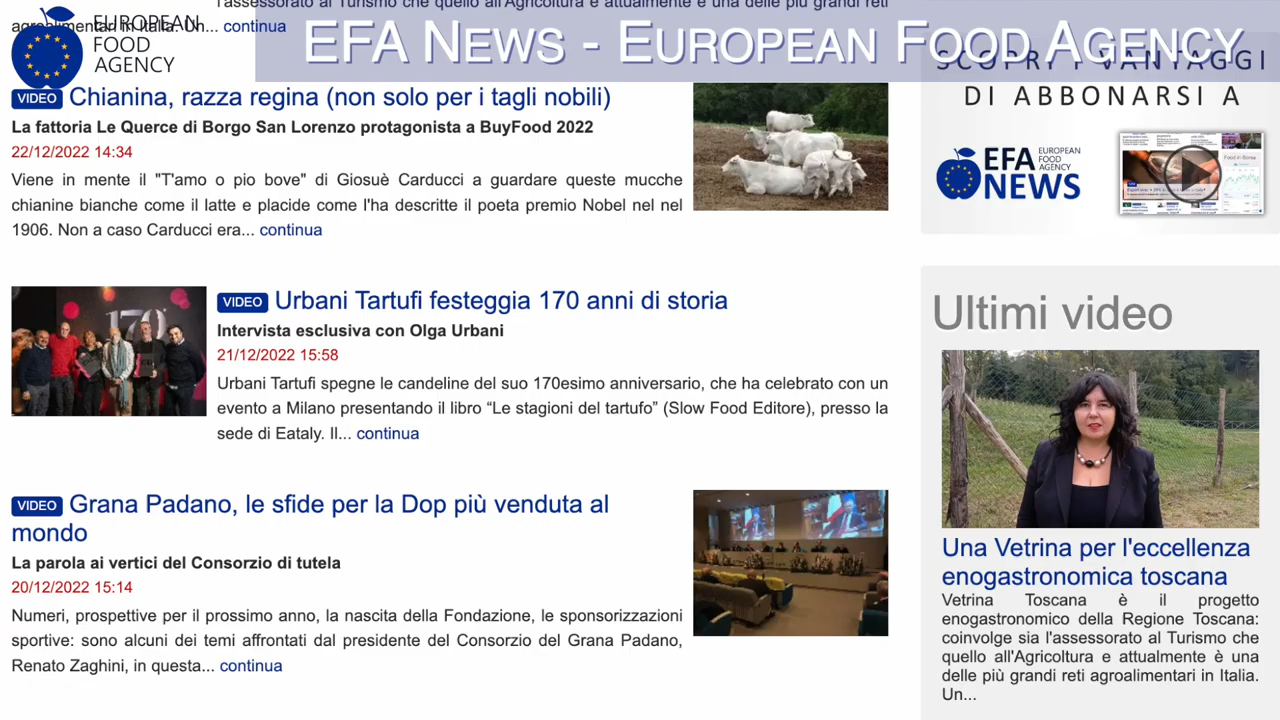 l'assessorato al Turismo che quello all'Agricoltura e attualmente è una delle più grandi reti
agroalimentari in Italia. Un... continua
EUROPEAN
FOOD
AGENCY
EFA News - European Food Agency
VIDEO Chianina, razza regina (non solo per i tagli nobili)
La fattoria Le Querce di Borgo San Lorenzo protagonista a BuyFood 2022
22/12/2022 14:34
Viene in mente il "T'amo o pio bove" di Giosuè Carducci a guardare queste mucche
chianine bianche come il latte e placide come l'ha descritte il poeta premio Nobel nel nel
1906. Non a caso Carducci era... continua
170°
VIDEO Urbani Tartufi festeggia 170 anni di storia
Intervista esclusiva con Olga Urbani
21/12/2022 15:58
Urbani Tartufi spegne le candeline del suo 170esimo anniversario, che ha celebrato con un
evento a Milano presentando il libro “Le stagioni del tartufo” (Slow Food Editore), presso la
sede di Eataly. Il... continua
VIDEO Grana Padano, le sfide per la Dop più venduta al
mondo
La parola ai vertici del Consorzio di tutela
20/12/2022 15:14
Numeri, prospettive per il prossimo anno, la nascita della Fondazione, le sponsorizzazioni
sportive: sono alcuni dei temi affrontati dal presidente del Consorzio del Grana Padano,
Renato Zaghini, in questa... continua
SCOPRI I VANTAGGI
DI ABBONARSI A
EFA NEWS
EUROPEAN
FOOD
AGENCY
Food in Borsa
Ultimi video
Una Vetrina per l'eccellenza
enogastronomica toscana
Vetrina Toscana è il progetto
enogastronomico della Regione Toscana:
coinvolge sia l'assessorato al Turismo che
quello all'Agricoltura e attualmente è una
delle più grandi reti agroalimentari in Italia.
Un...